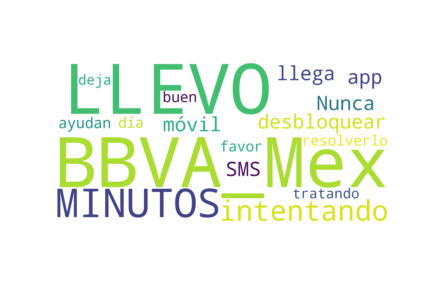 deja LLEVO buen llega app
Nunca
ayudan día móvil desbloquear
favor resolverlo
BBVA_Mex SMS
tratando
MINUTOS intentando